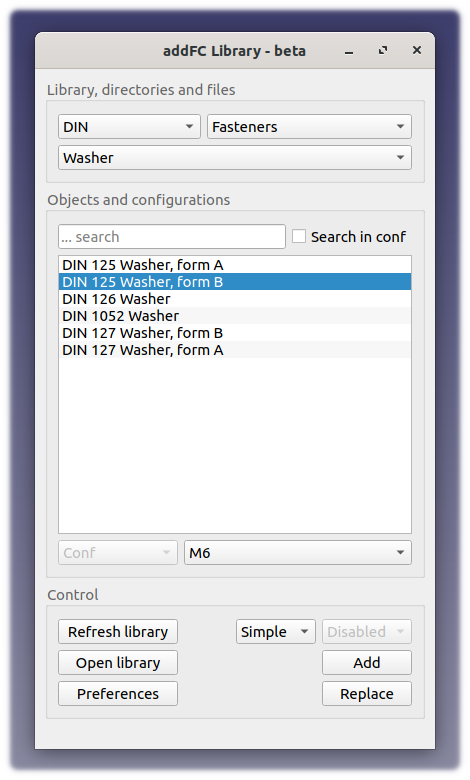 addFC Library - beta
Library, directories and files
DIN Fasteners
Washer
Objects and configurations
... search Search in conf
DIN 125 Washer, form A
DIN 125 Washer, form B
DIN 126 Washer
DIN 1052 Washer
DIN 127 Washer, form B
DIN 127 Washer, form A
Conf M6
Control
Refresh library Simple Disabled
Open library Add
Preferences Replace